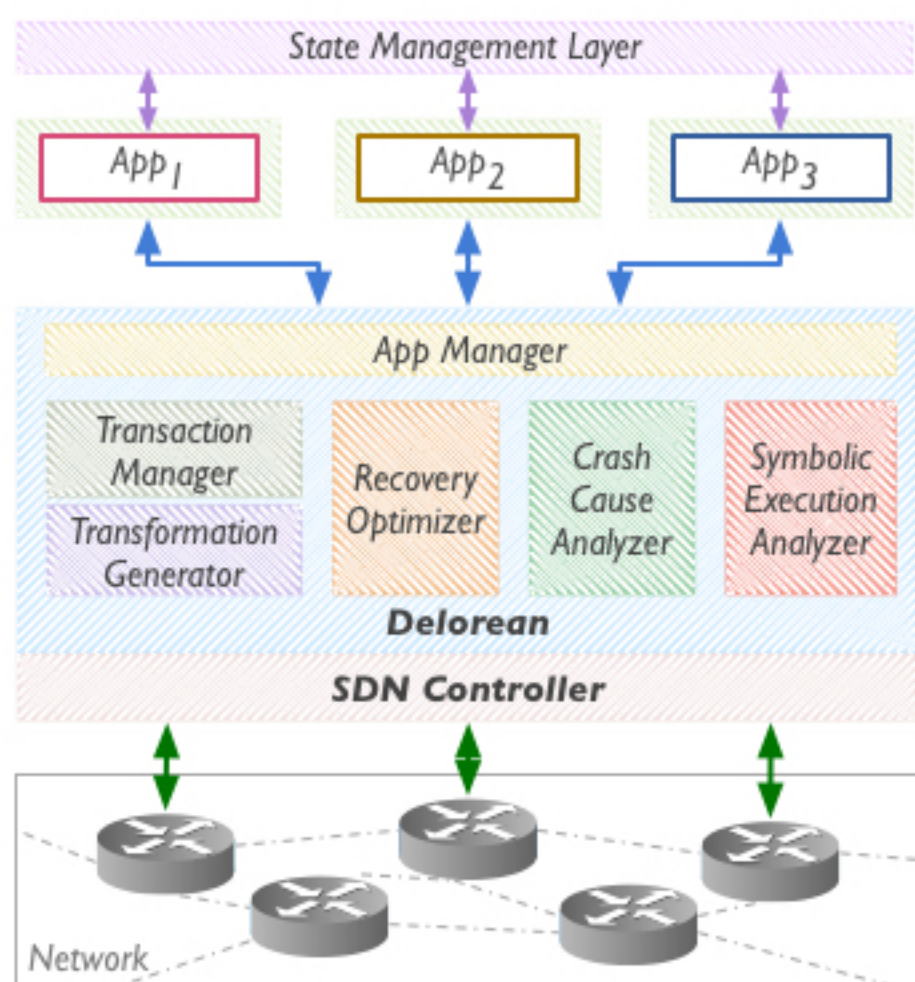 State Management Layer
App1 App2 App3
App Manager
Transaction
Manager
Transformation
Generator
Recovery
Optimizer
Crash
Cause
Analyzer
Symbolic
Execution
Analyzer
Delorean
SDN Controller
Network